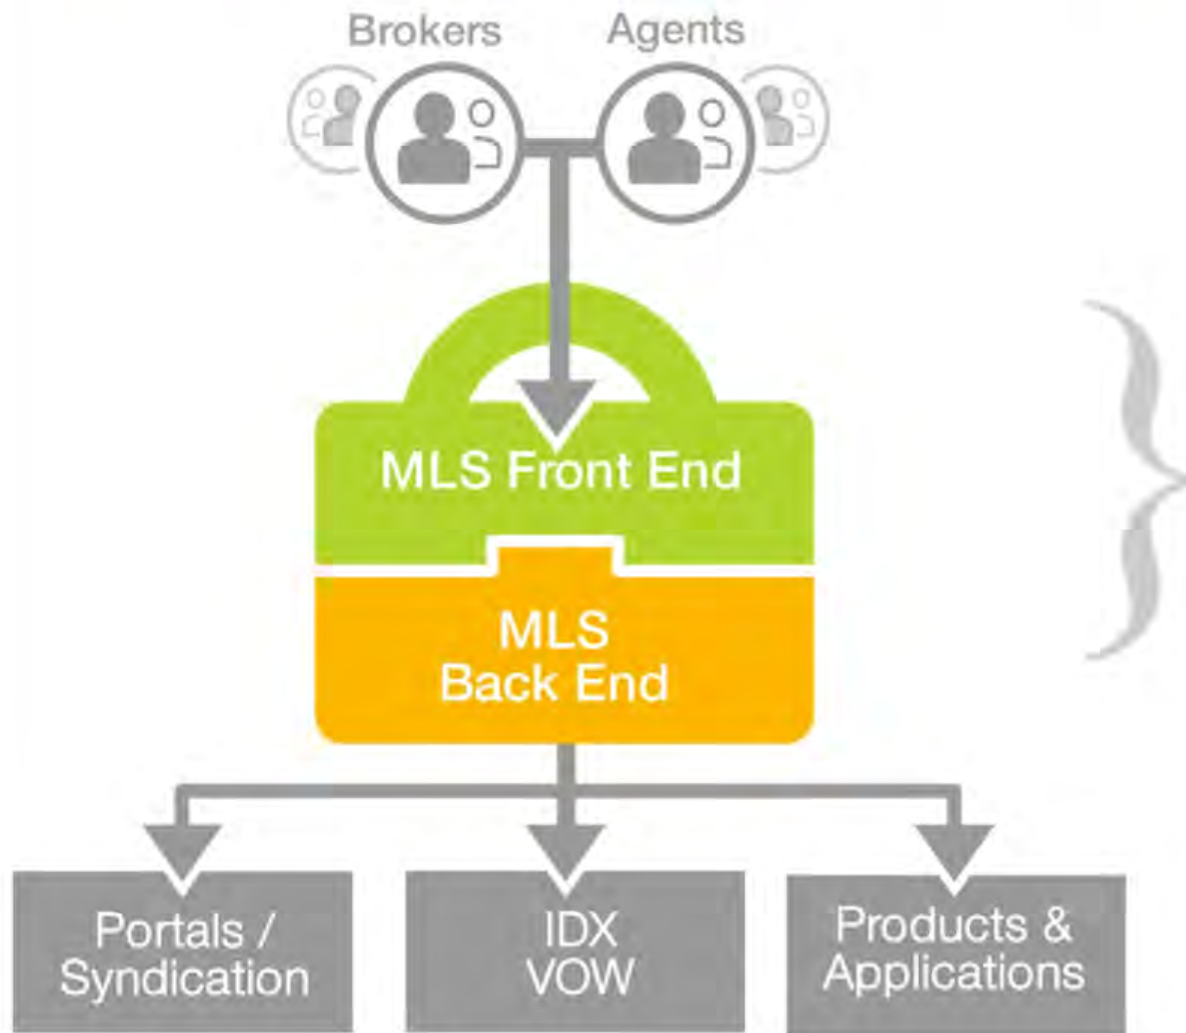 Brokers Agents
MLS Front End
MLS
Back End
Portals /
Syndication
IDX
VOW
Products &
Applications